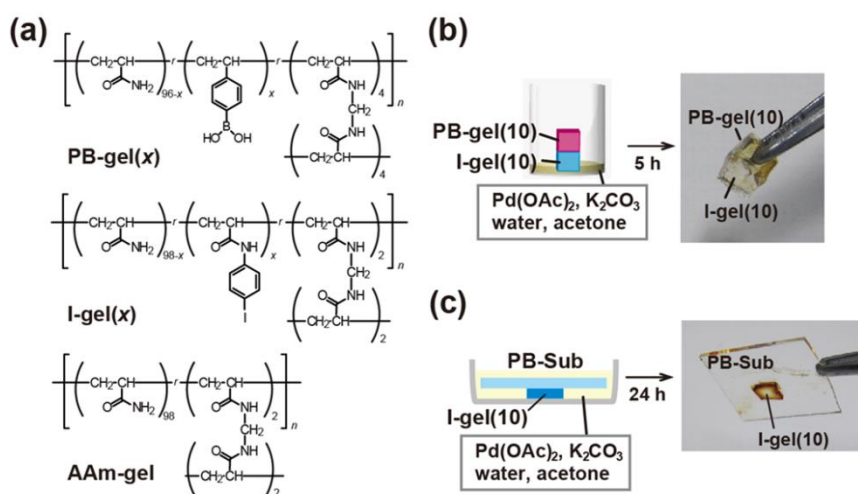 (a)
CH2-CH r CH2-CH r CH2-CH
O NH2 96-x x O NH 4 n
B
HO OH
CH2
O NH
CH2-CH 4
PB-gel(x)
CH2-CH r CH2-CH r CH2-CH
O NH2 98-x O NH x O NH 2 n
I
CH2
O NH
CH2-CH 2
I-gel(x)
CH2-CH r CH2-CH
O NH2 98 O NH 2 n
CH2
O NH
CH2-CH 2
AAm-gel
(b)
PB-gel(10)
I-gel(10)
Pd(OAc)2, K2CO3
water, acetone
5 h
PB-gel(10)
I-gel(10)
(c)
PB-Sub
I-gel(10)
Pd(OAc)2, K2CO3
water, acetone
24 h
PB-Sub
I-gel(10)